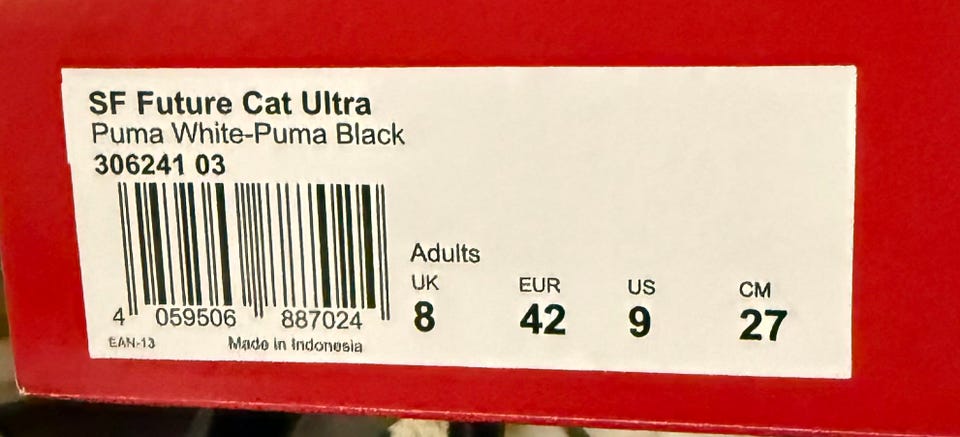 SF Future Cat Ultra
Puma White-Puma Black
306241 03
4 059506 887024
EAN-13
Made in Indonesia
Adults
UK EUR US CM
8 42 9 27